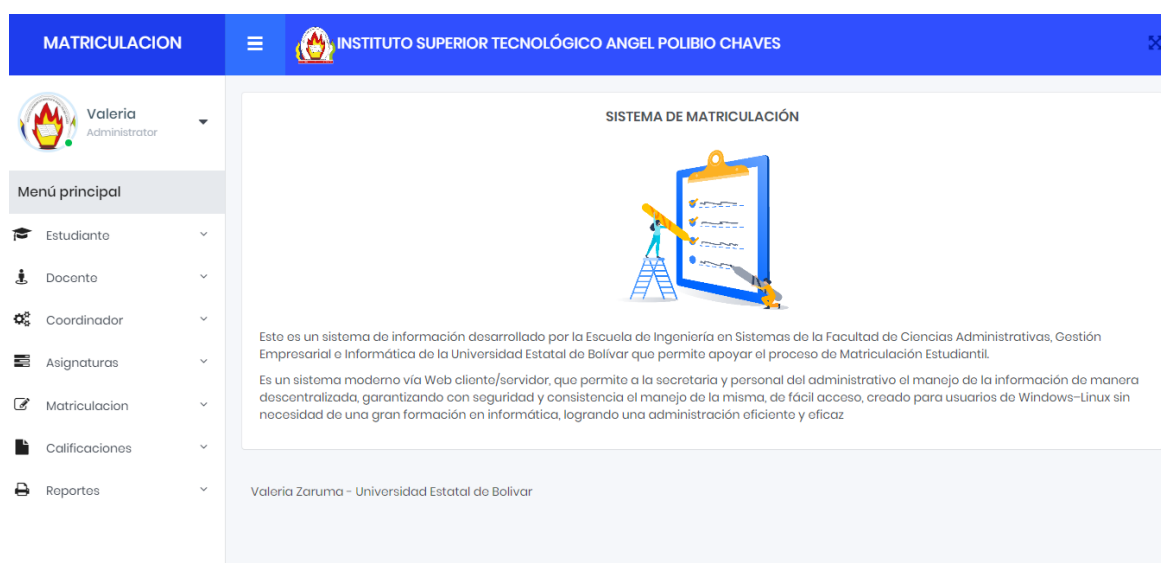 MATRICULACION
INSTITUTO SUPERIOR TECNOLÓGICO ANGEL POLIBIO CHAVES
Valeria
Administrator
Menú principal
Estudiante
Docente
Coordinador
Asignaturas
Matriculacion
Calificaciones
Reportes
SISTEMA DE MATRICULACIÓN
Este es un sistema de información desarrollado por la Escuela de Ingeniería en Sistemas de la Facultad de Ciencias Administrativas, Gestión
Empresarial e Informática de la Universidad Estatal de Bolívar que permite apoyar el proceso de Matriculación Estudiantil.
Es un sistema moderno vía Web cliente/servidor, que permite a la secretaria y personal del administrativo el manejo de la información de manera
descentralizada, garantizando con seguridad y consistencia el manejo de la misma, de fácil acceso, creado para usuarios de Windows-Linux sin
necesidad de una gran formación en informática, logrando una administración eficiente y eficaz
Valeria Zaruma - Universidad Estatal de Bolivar